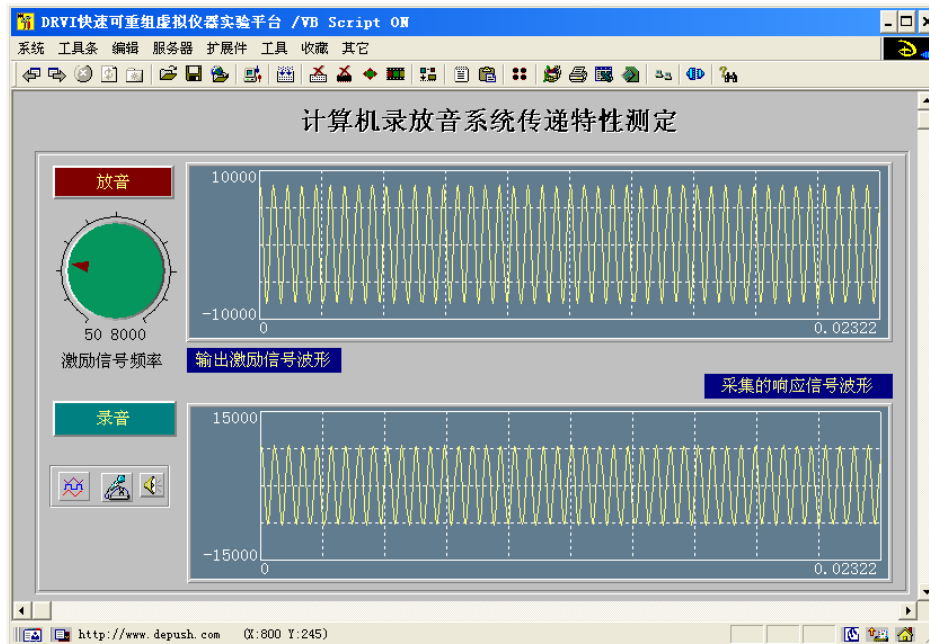 DRVI快速可重组虚拟仪器实验平台 /VB Script ON
系统 工具条 编辑 服务器 扩展件 工具 收藏 其它
计算机录放音系统传递特性测定
放音
10000
-10000
0 0.02322
50 8000
激励信号频率
输出激励信号波形
采集的响应信号波形
录音
15000
-15000
0 0.02322
http://www.depush.com (X:800 Y:245)